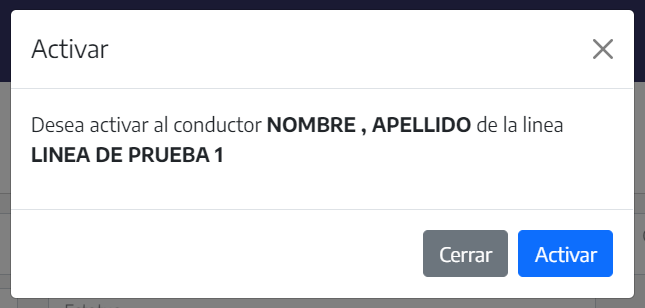 Activar
Desea activar al conductor NOMBRE , APELLIDO de la linea
LINEA DE PRUEBA 1
Cerrar
Activar